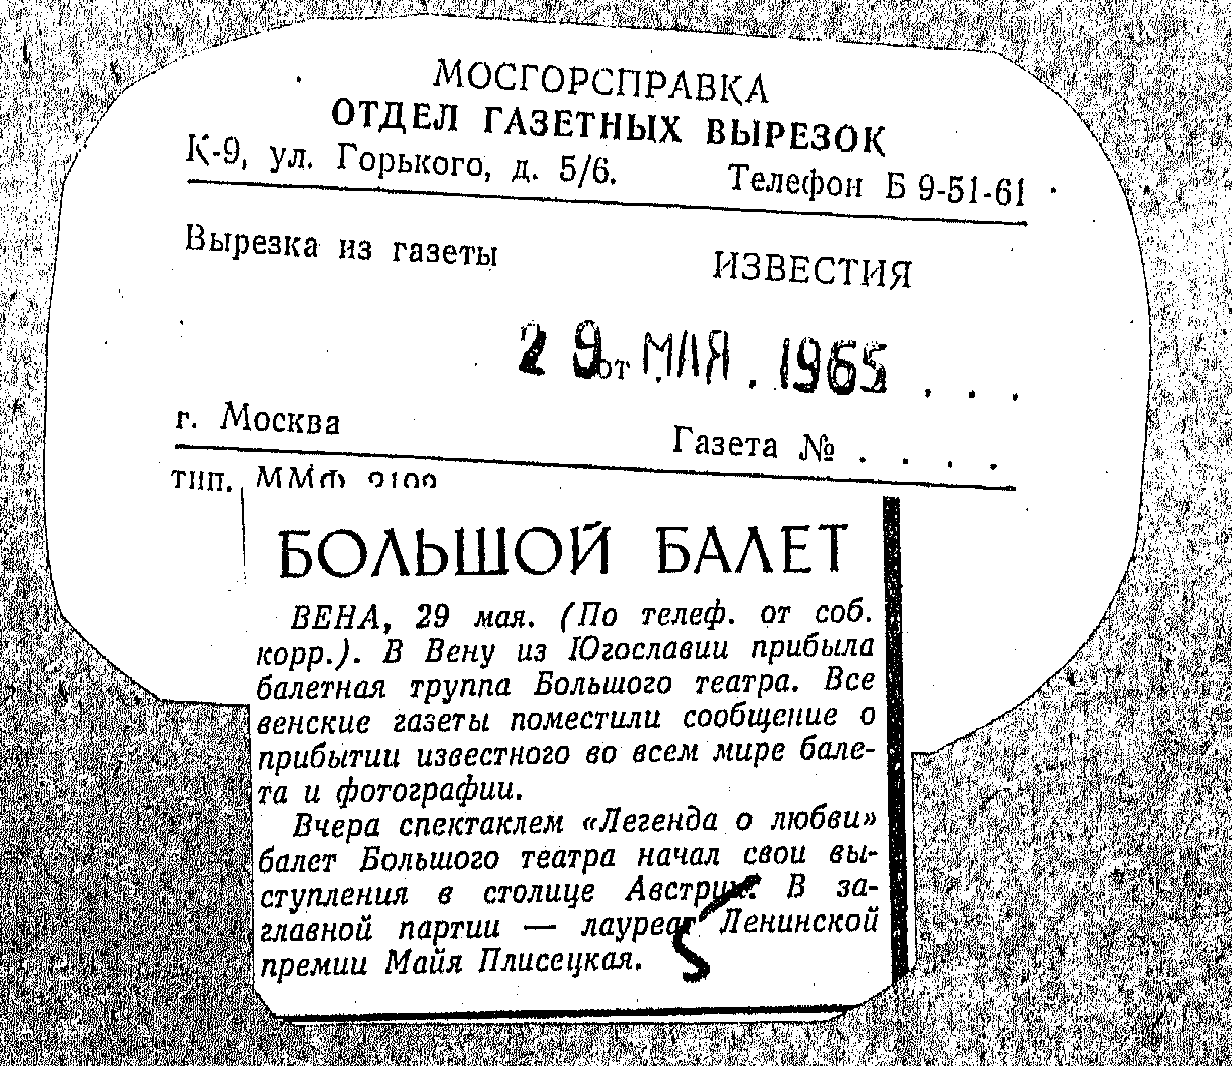 МОСГОРСПРАВКА
ОТДЕЛ ГАЗЕТНЫХ ВЫРЕЗОК
К-9, ул. Горького, д. 5/6. Телефон Б 9-51-61
Вырезка из газеты ИЗВЕСТИЯ
29 от МАЯ . 1965 . . .
г. Москва Газета № . . . .
тип. ММФ
БОЛЬШОЙ БАЛЕТ
ВЕНА, 29 мая. (По телеф. от соб.
корр.). В Вену из Югославии прибыла
балетная труппа Большого театра. Все
венские газеты поместили сообщение о
прибытии известного во всем мире бале-
та и фотографии.
Вчера спектаклем «Легенда о любви»
балет Большого театра начал свои вы-
ступления в столице Австрии. В за-
главной партии — лауреат Ленинской
премии Майя Плисецкая.